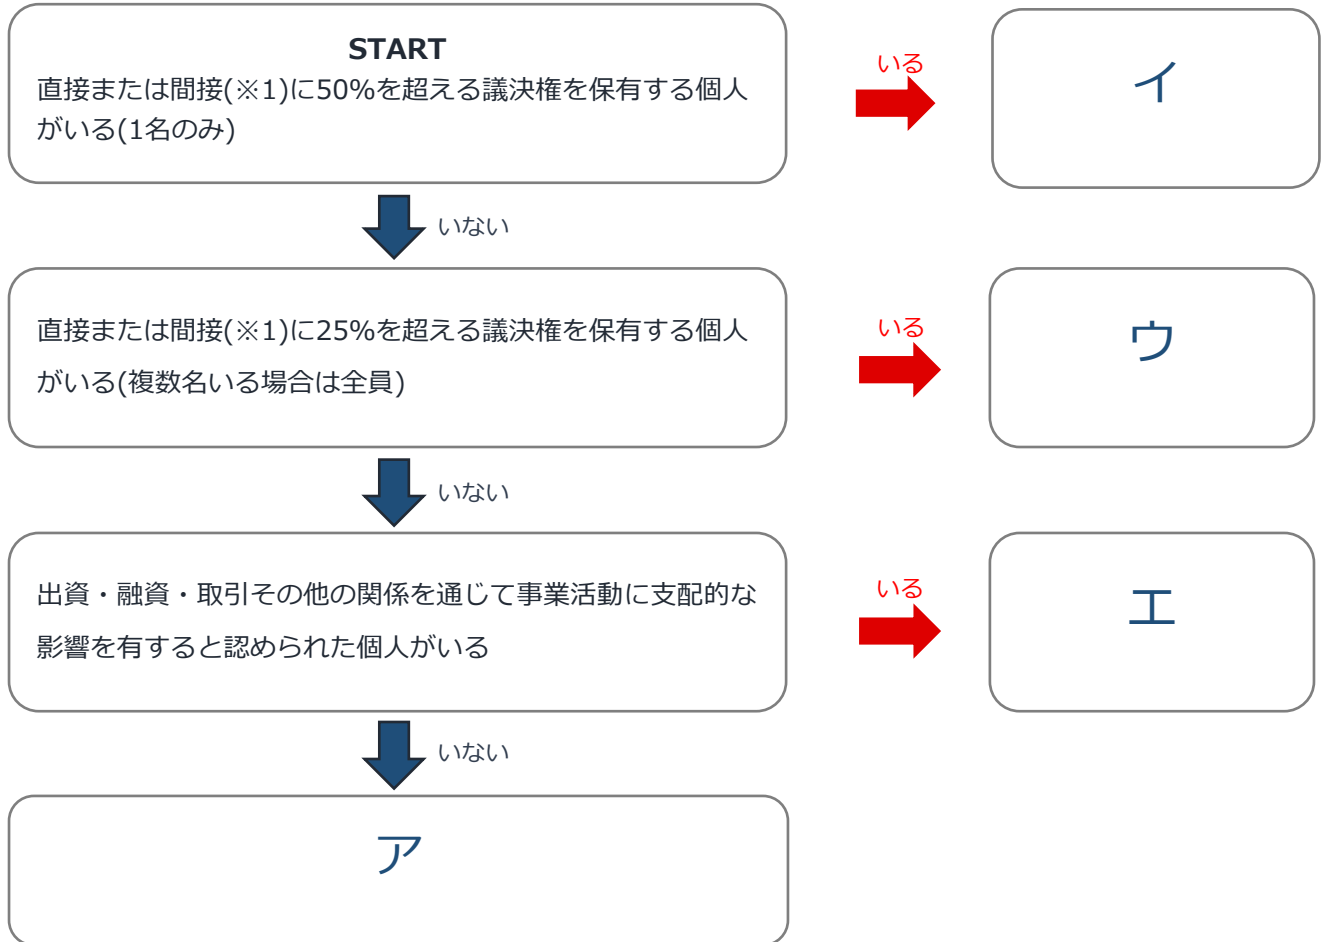 START
直接または間接(※1)に50%を超える議決権を保有する個人
がいる(1名のみ)
いる
イ
いない
直接または間接(※1)に25%を超える議決権を保有する個人
がいる(複数名いる場合は全員)
いる
ウ
いない
出資・融資・取引その他の関係を通じて事業活動に支配的な
影響を有すると認められた個人がいる
いる
エ
いない
ア